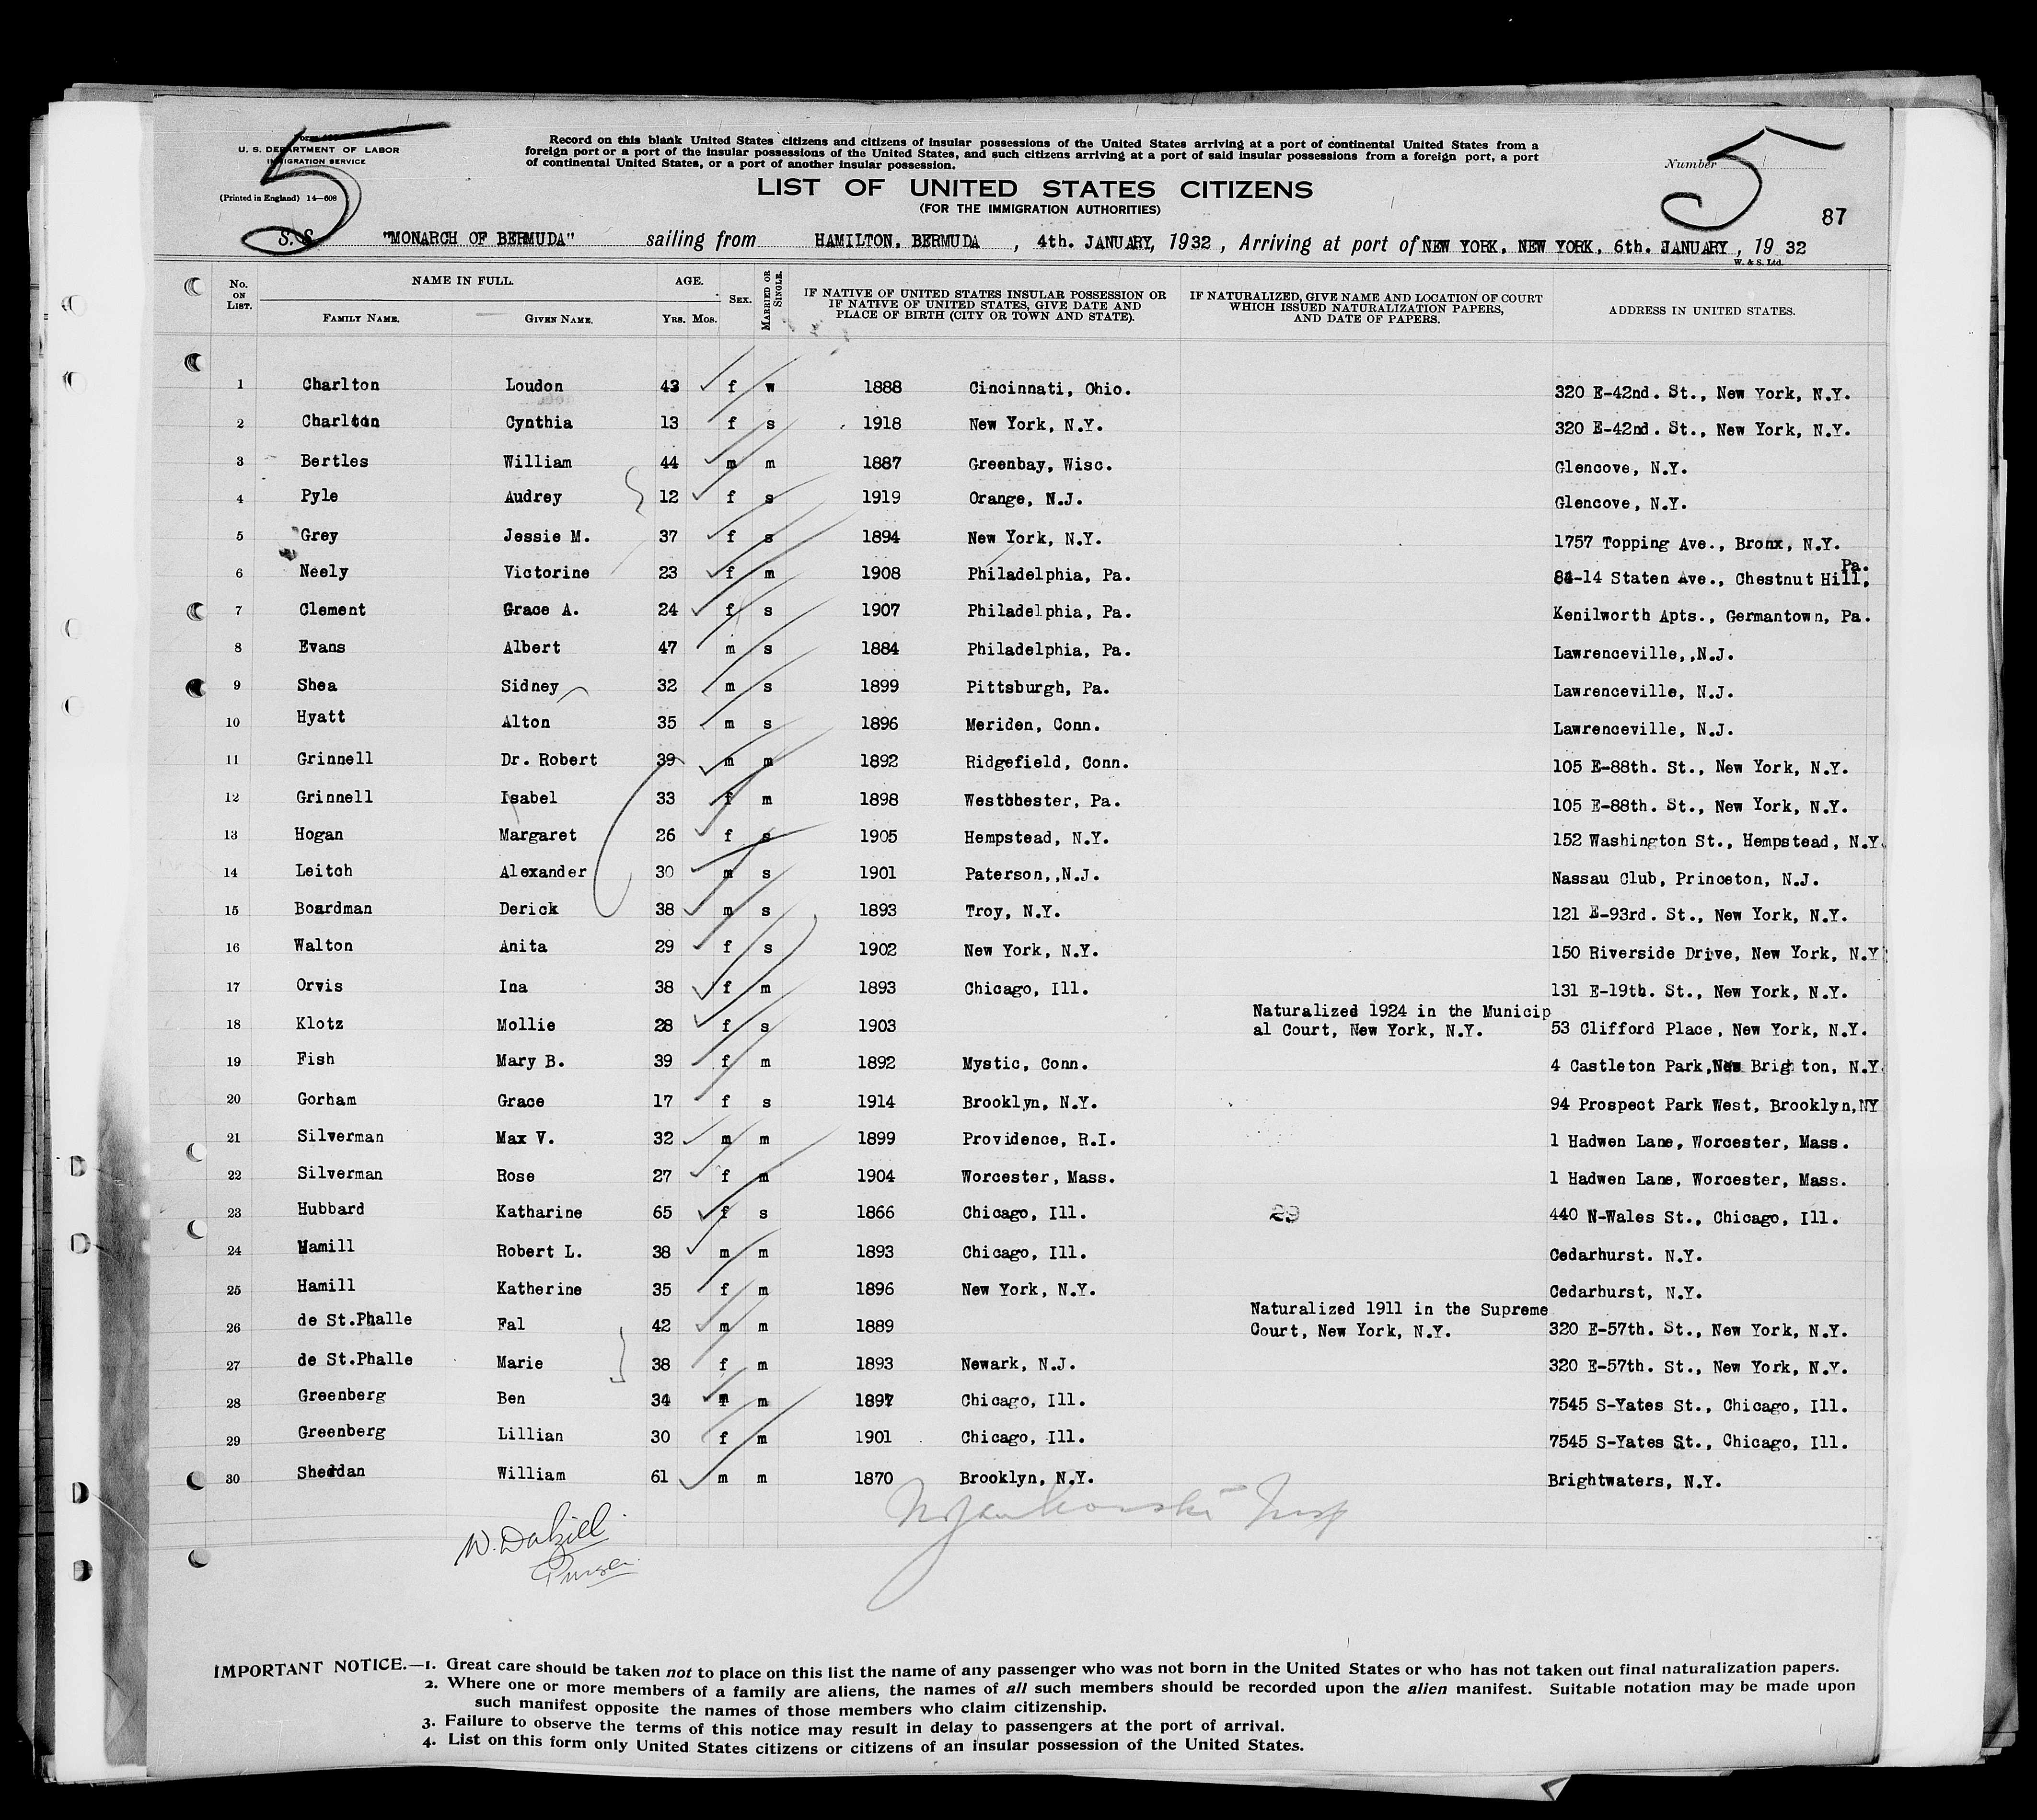 Form
U. S. DEPARTMENT OF LABOR
IMMIGRATION SERVICE
(Printed in England) 14—608
5
Record on this blank United States citizens and citizens of insular possessions of the United States arriving at a port of continental United States from a
foreign port or a port of the insular possessions of the United States, and such citizens arriving at a port of said insular possessions from a foreign port, a port
of continental United States, or a port of another insular possession.
Number 5
LIST OF UNITED STATES CITIZENS
(FOR THE IMMIGRATION AUTHORITIES)
87
S. S. "MONARCH OF BERMUDA" sailing from HAMILTON, BERMUDA, 4th. JANUARY, 1932, Arriving at port of NEW YORK, NEW YORK, 6th. JANUARY, 19 32
W. & S. Ltd.
No. ON LIST. NAME IN FULL. FAMILY NAME. GIVEN NAME. AGE. YRS. MOS. SEX. MARRIED OR SINGLE. IF NATIVE OF UNITED STATES INSULAR POSSESSION OR IF NATIVE OF UNITED STATES, GIVE DATE AND PLACE OF BIRTH (CITY OR TOWN AND STATE). IF NATURALIZED, GIVE NAME AND LOCATION OF COURT WHICH ISSUED NATURALIZATION PAPERS, AND DATE OF PAPERS. ADDRESS IN UNITED STATES.
1 Charlton Loudon 43 f w 1888 Cincinnati, Ohio. 320 E-42nd. St., New York, N.Y.
2 Charlton Cynthia 13 f s 1918 New York, N.Y. 320 E-42nd. St., New York, N.Y.
3 Bertles William 44 m m 1887 Greenbay, Wisc. Glencove, N.Y.
4 Pyle Audrey 12 f s 1919 Orange, N.J. Glencove, N.Y.
5 Grey Jessie M. 37 f s 1894 New York, N.Y. 1757 Topping Ave., Bronx, N.Y.
6 Neely Victorine 23 f m 1908 Philadelphia, Pa. 84-14 Staten Ave., Chestnut Hill, Pa.
7 Clement Grace A. 24 f s 1907 Philadelphia, Pa. Kenilworth Apts., Germantown, Pa.
8 Evans Albert 47 m s 1884 Philadelphia, Pa. Lawrenceville,,N.J.
9 Shea Sidney 32 m s 1899 Pittsburgh, Pa. Lawrenceville, N.J.
10 Hyatt Alton 35 m s 1896 Meriden, Conn. Lawrenceville, N.J.
11 Grinnell Dr. Robert 39 m m 1892 Ridgefield, Conn. 105 E-88th. St., New York, N.Y.
12 Grinnell Isabel 33 f m 1898 Westchester, Pa. 105 E-88th. St., New York, N.Y.
13 Hogan Margaret 26 f s 1905 Hempstead, N.Y. 152 Washington St., Hempstead, N.Y.
14 Leitch Alexander 30 m s 1901 Paterson,,N.J. Nassau Club, Princeton, N.J.
15 Boardman Derick 38 m s 1893 Troy, N.Y. 121 E-93rd. St., New York, N.Y.
16 Walton Anita 29 f s 1902 New York, N.Y. 150 Riverside Drive, New York, N.Y
17 Orvis Ina 38 f m 1893 Chicago, Ill. 131 E-19th. St., New York, N.Y.
18 Klotz Mollie 28 f s 1903 Naturalized 1924 in the Municip al Court, New York, N.Y. 53 Clifford Place, New York, N.Y.
19 Fish Mary B. 39 f m 1892 Mystic, Conn. 4 Castleton Park,New Brighton, N.Y.
20 Gorham Grace 17 f s 1914 Brooklyn, N.Y. 94 Prospect Park West, Brooklyn,NY
21 Silverman Max V. 32 m m 1899 Providence, R.I. 1 Hadwen Lane, Worcester, Mass.
22 Silverman Rose 27 f m 1904 Worcester, Mass. 1 Hadwen Lane, Worcester, Mass.
23 Hubbard Katharine 65 f s 1866 Chicago, Ill. 29 440 N-Wales St., Chicago, Ill.
24 Hamill Robert L. 38 m m 1893 Chicago, Ill. Cedarhurst. N.Y.
25 Hamill Katherine 35 f m 1896 New York, N.Y. Cedarhurst, N.Y.
26 de St.Phalle Fal 42 m m 1889 Naturalized 1911 in the Supreme Court, New York, N.Y. 320 E-57th. St., New York, N.Y.
27 de St.Phalle Marie 38 f m 1893 Newark, N.J. 320 E-57th. St., New York, N.Y.
28 Greenberg Ben 34 m m 1897 Chicago, Ill. 7545 S-Yates St., Chicago, Ill.
29 Greenberg Lillian 30 f m 1901 Chicago, Ill. 7545 S-Yates St., Chicago, Ill.
30 Sheddan William 61 m m 1870 Brooklyn, N.Y. Brightwaters, N.Y.
W. Dalzell
Purser
Insp
IMPORTANT NOTICE.—1. Great care should be taken not to place on this list the name of any passenger who was not born in the United States or who has not taken out final naturalization papers.
2. Where one or more members of a family are aliens, the names of all such members should be recorded upon the alien manifest. Suitable notation may be made upon
such manifest opposite the names of those members who claim citizenship.
3. Failure to observe the terms of this notice may result in delay to passengers at the port of arrival.
4. List on this form only United States citizens or citizens of an insular possession of the United States.